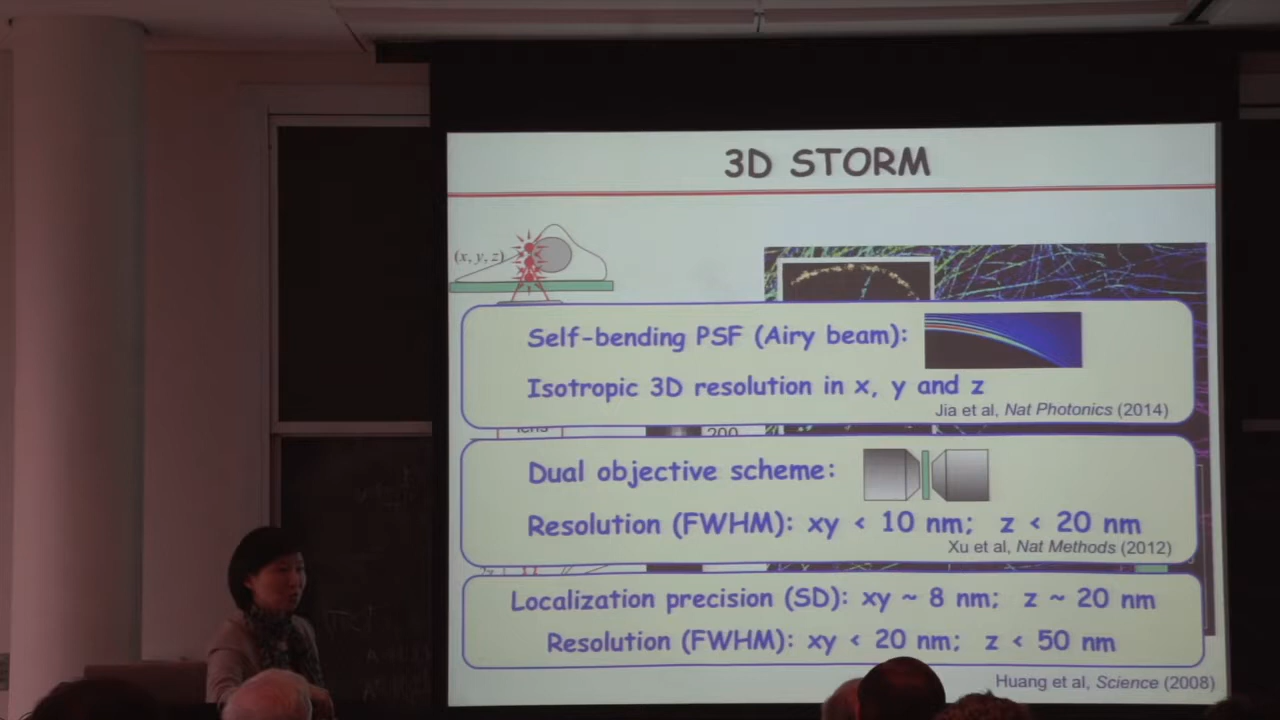 3D STORM
(x, y, z)
Self-bending PSF (Airy beam):
Isotropic 3D resolution in x, y and z
Jia et al, Nat Photonics (2014)
lens
200
Dual objective scheme:
Resolution (FWHM): xy < 10 nm; z < 20 nm
Xu et al, Nat Methods (2012)
Localization precision (SD): xy ~ 8 nm; z ~ 20 nm
Resolution (FWHM): xy < 20 nm; z < 50 nm
Huang et al, Science (2008)